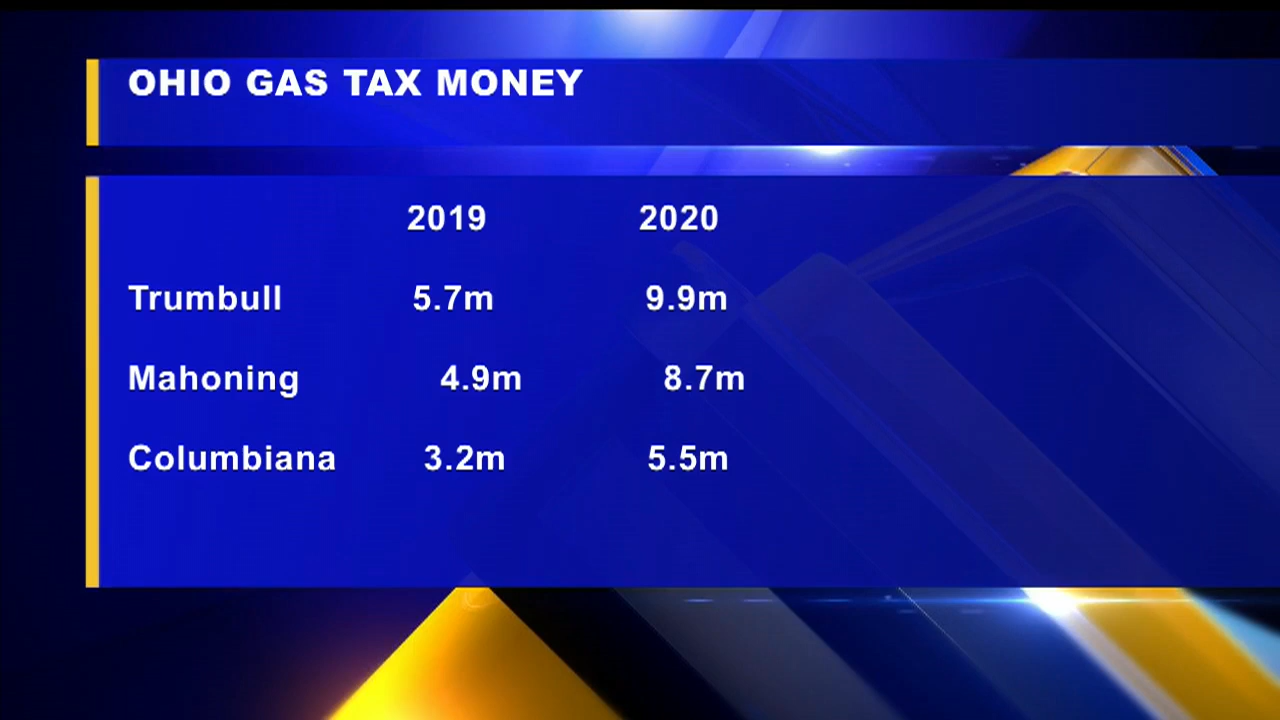 OHIO GAS TAX MONEY
2019 2020
Trumbull 5.7m 9.9m
Mahoning 4.9m 8.7m
Columbiana 3.2m 5.5m